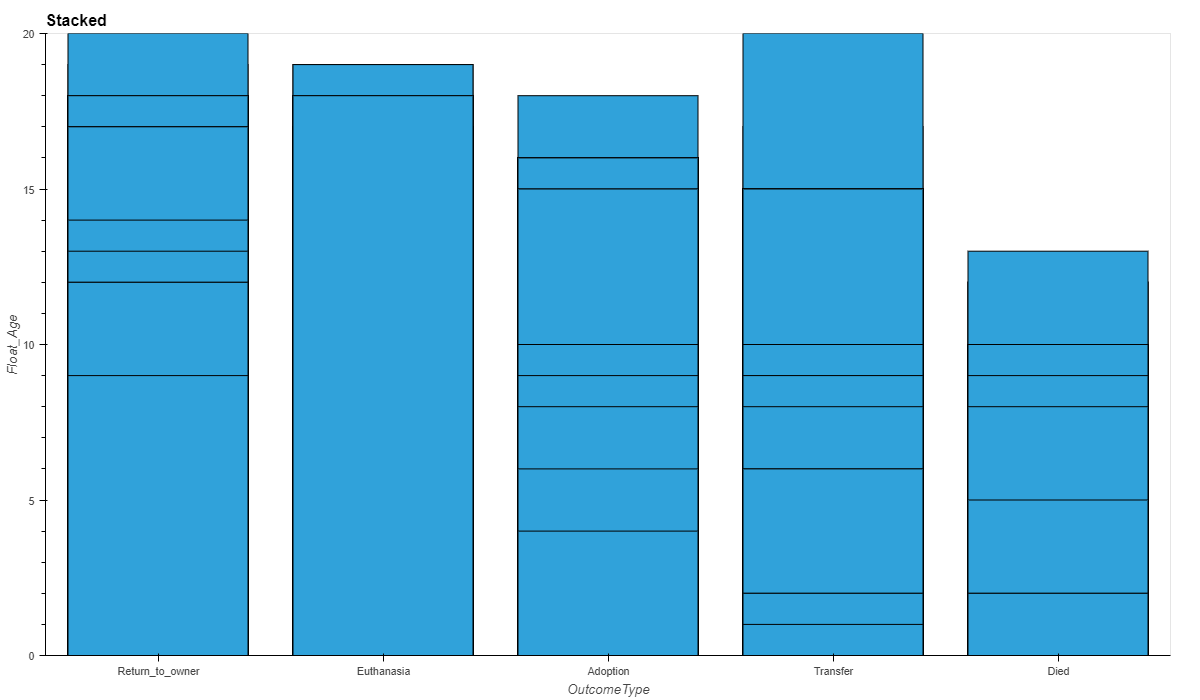 Stacked
20
15
10
5
0
Float_Age
Return_to_owner
Euthanasia
Adoption
Transfer
Died
OutcomeType